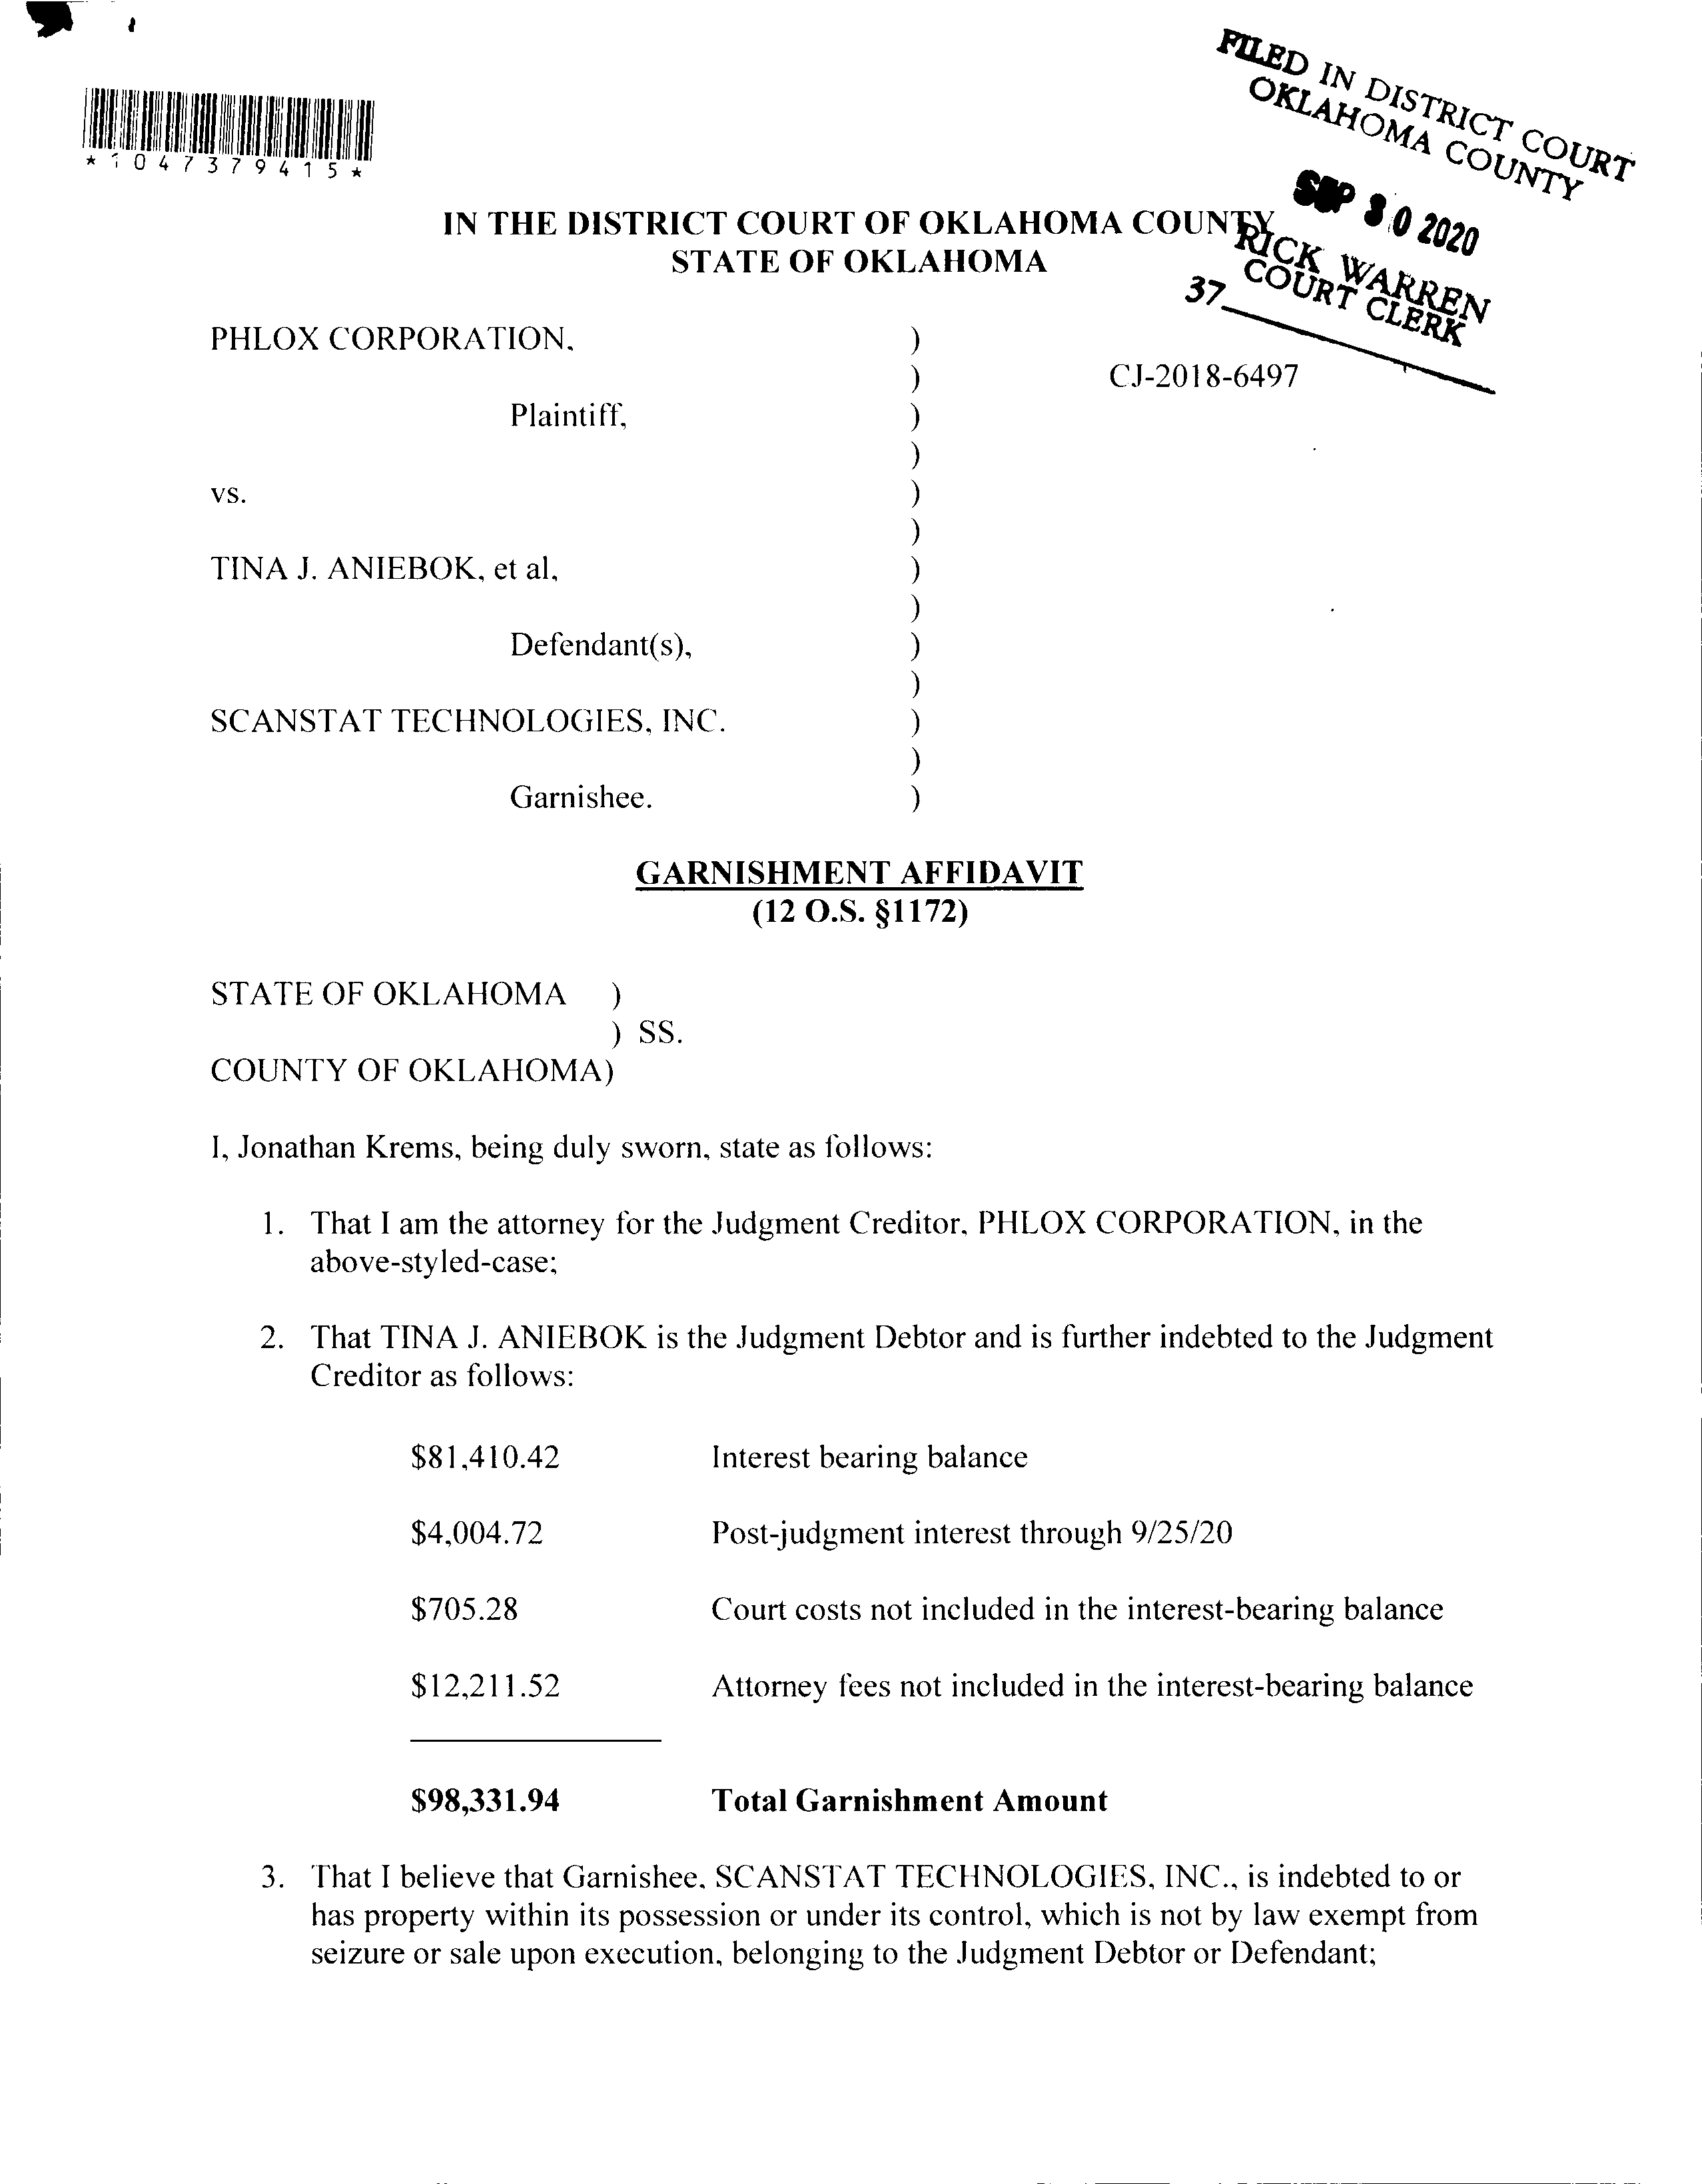 *1047379415*
FILED IN DISTRICT COURT
OKLAHOMA COUNTY
SEP 30 2020
RICK WARREN
COURT CLERK
37
IN THE DISTRICT COURT OF OKLAHOMA COUNTY
STATE OF OKLAHOMA
PHLOX CORPORATION, )
) CJ-2018-6497
Plaintiff, )
)
vs. )
)
TINA J. ANIEBOK, et al, )
)
Defendant(s), )
)
SCANSTAT TECHNOLOGIES, INC. )
)
Garnishee. )
GARNISHMENT AFFIDAVIT
(12 O.S. §1172)
STATE OF OKLAHOMA )
) SS.
COUNTY OF OKLAHOMA)
I, Jonathan Krems, being duly sworn, state as follows:
1. That I am the attorney for the Judgment Creditor, PHLOX CORPORATION, in the
above-styled-case;
2. That TINA J. ANIEBOK is the Judgment Debtor and is further indebted to the Judgment
Creditor as follows:
$81,410.42 Interest bearing balance
$4,004.72 Post-judgment interest through 9/25/20
$705.28 Court costs not included in the interest-bearing balance
$12,211.52 Attorney fees not included in the interest-bearing balance
$98,331.94 Total Garnishment Amount
3. That I believe that Garnishee, SCANSTAT TECHNOLOGIES, INC., is indebted to or
has property within its possession or under its control, which is not by law exempt from
seizure or sale upon execution, belonging to the Judgment Debtor or Defendant;